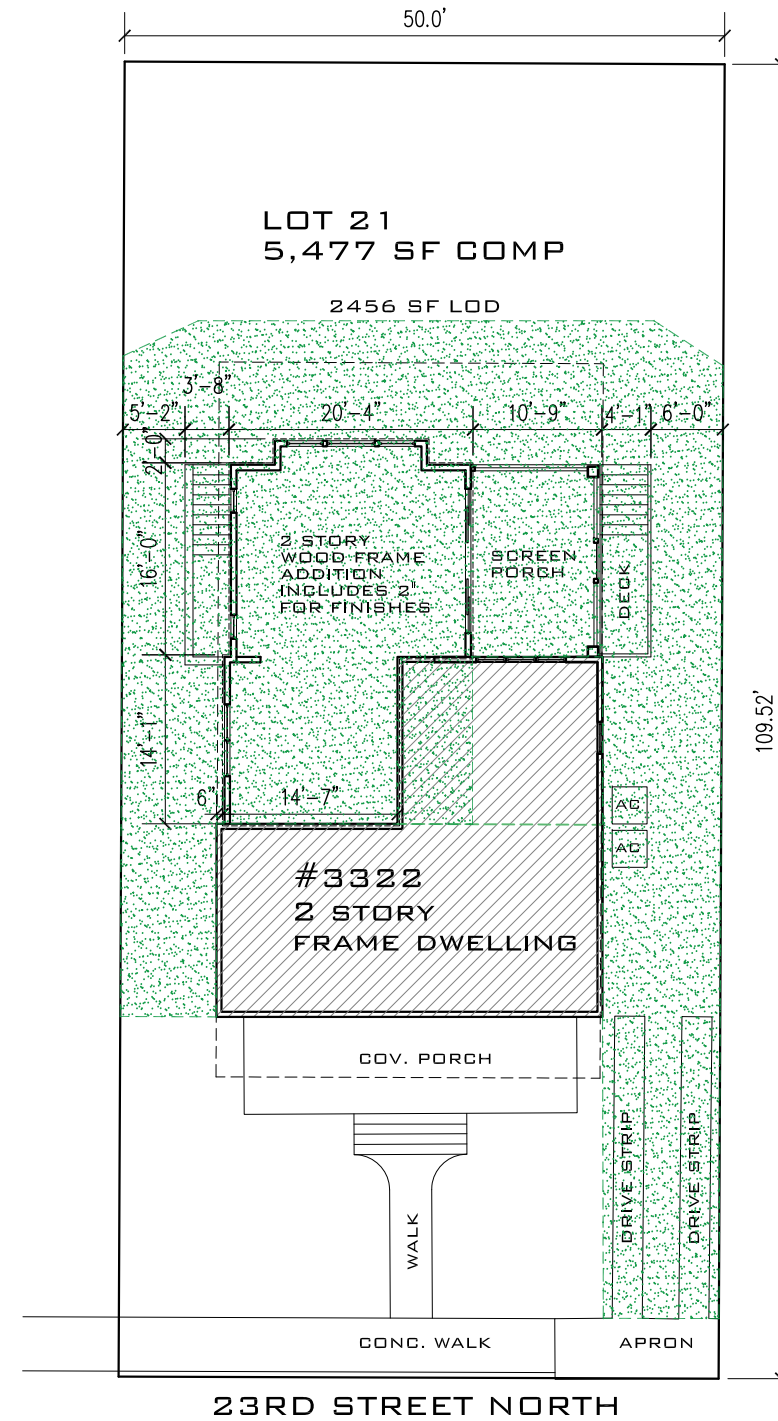 50.0'
LOT 21
5,477 SF COMP
2456 SF LOD
3'-8"
5'-2"
20'-4"
10'-9"
4'-1"
6'-0"
2'-0"
16'-0"
2 STORY
WOOD FRAME
ADDITION
INCLUDES 2"
FOR FINISHES
SCREEN
PORCH
DECK
109.52'
14'-1"
6"
14'-7"
AC
AC
#3322
2 STORY
FRAME DWELLING
COV. PORCH
WALK
DRIVE STRIP
DRIVE STRIP
CONC. WALK
APRON
23RD STREET NORTH